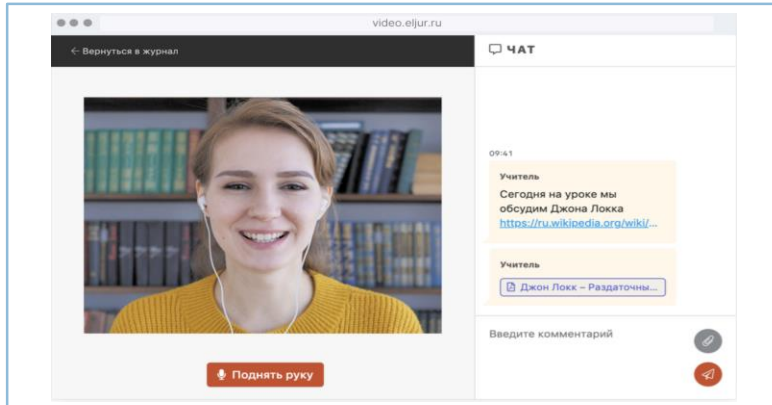 video.eljur.ru
← Вернуться в журнал
ЧАТ
09:41
Учитель
Сегодня на уроке мы
обсудим Джона Локка
https://ru.wikipedia.org/wiki/...
Учитель
Джон Локк – Раздаточны...
Введите комментарий
Поднять руку